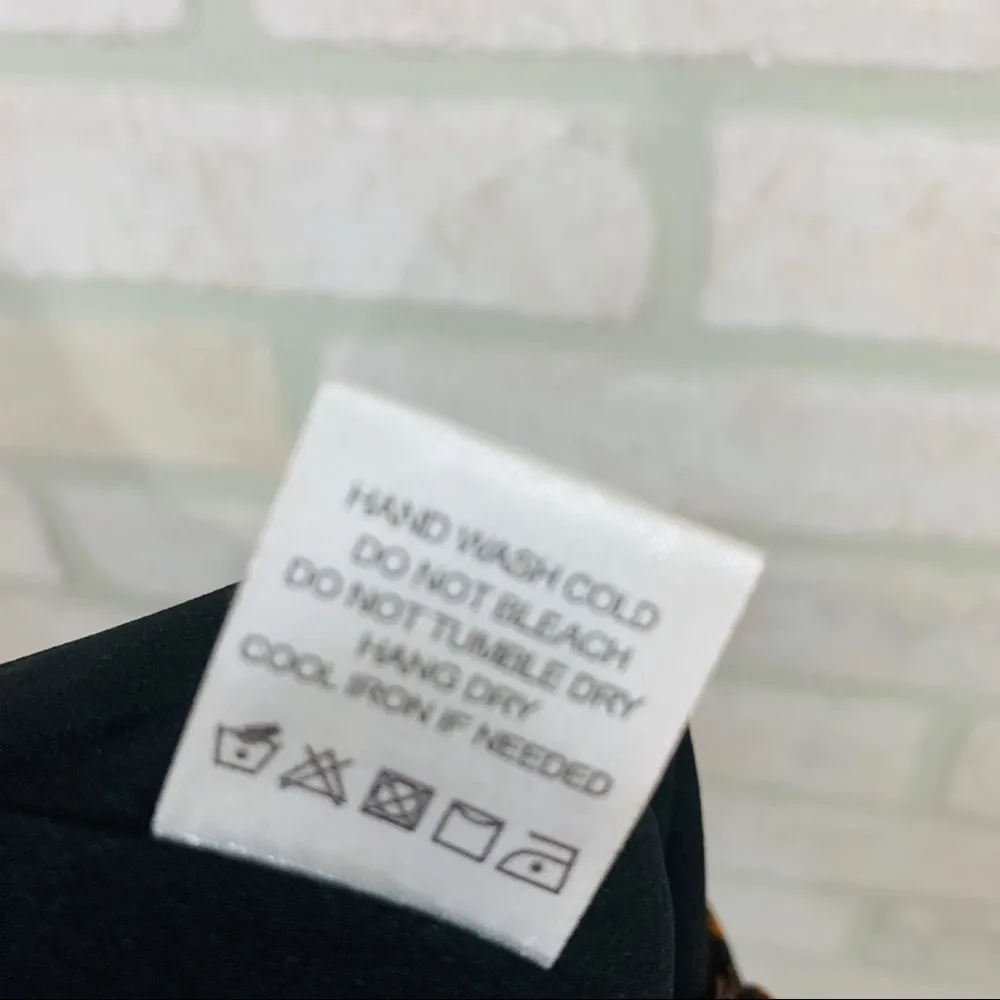 HAND WASH COLD
DO NOT BLEACH
DO NOT TUMBLE DRY
HANG DRY
COOL IRON IF NEEDED